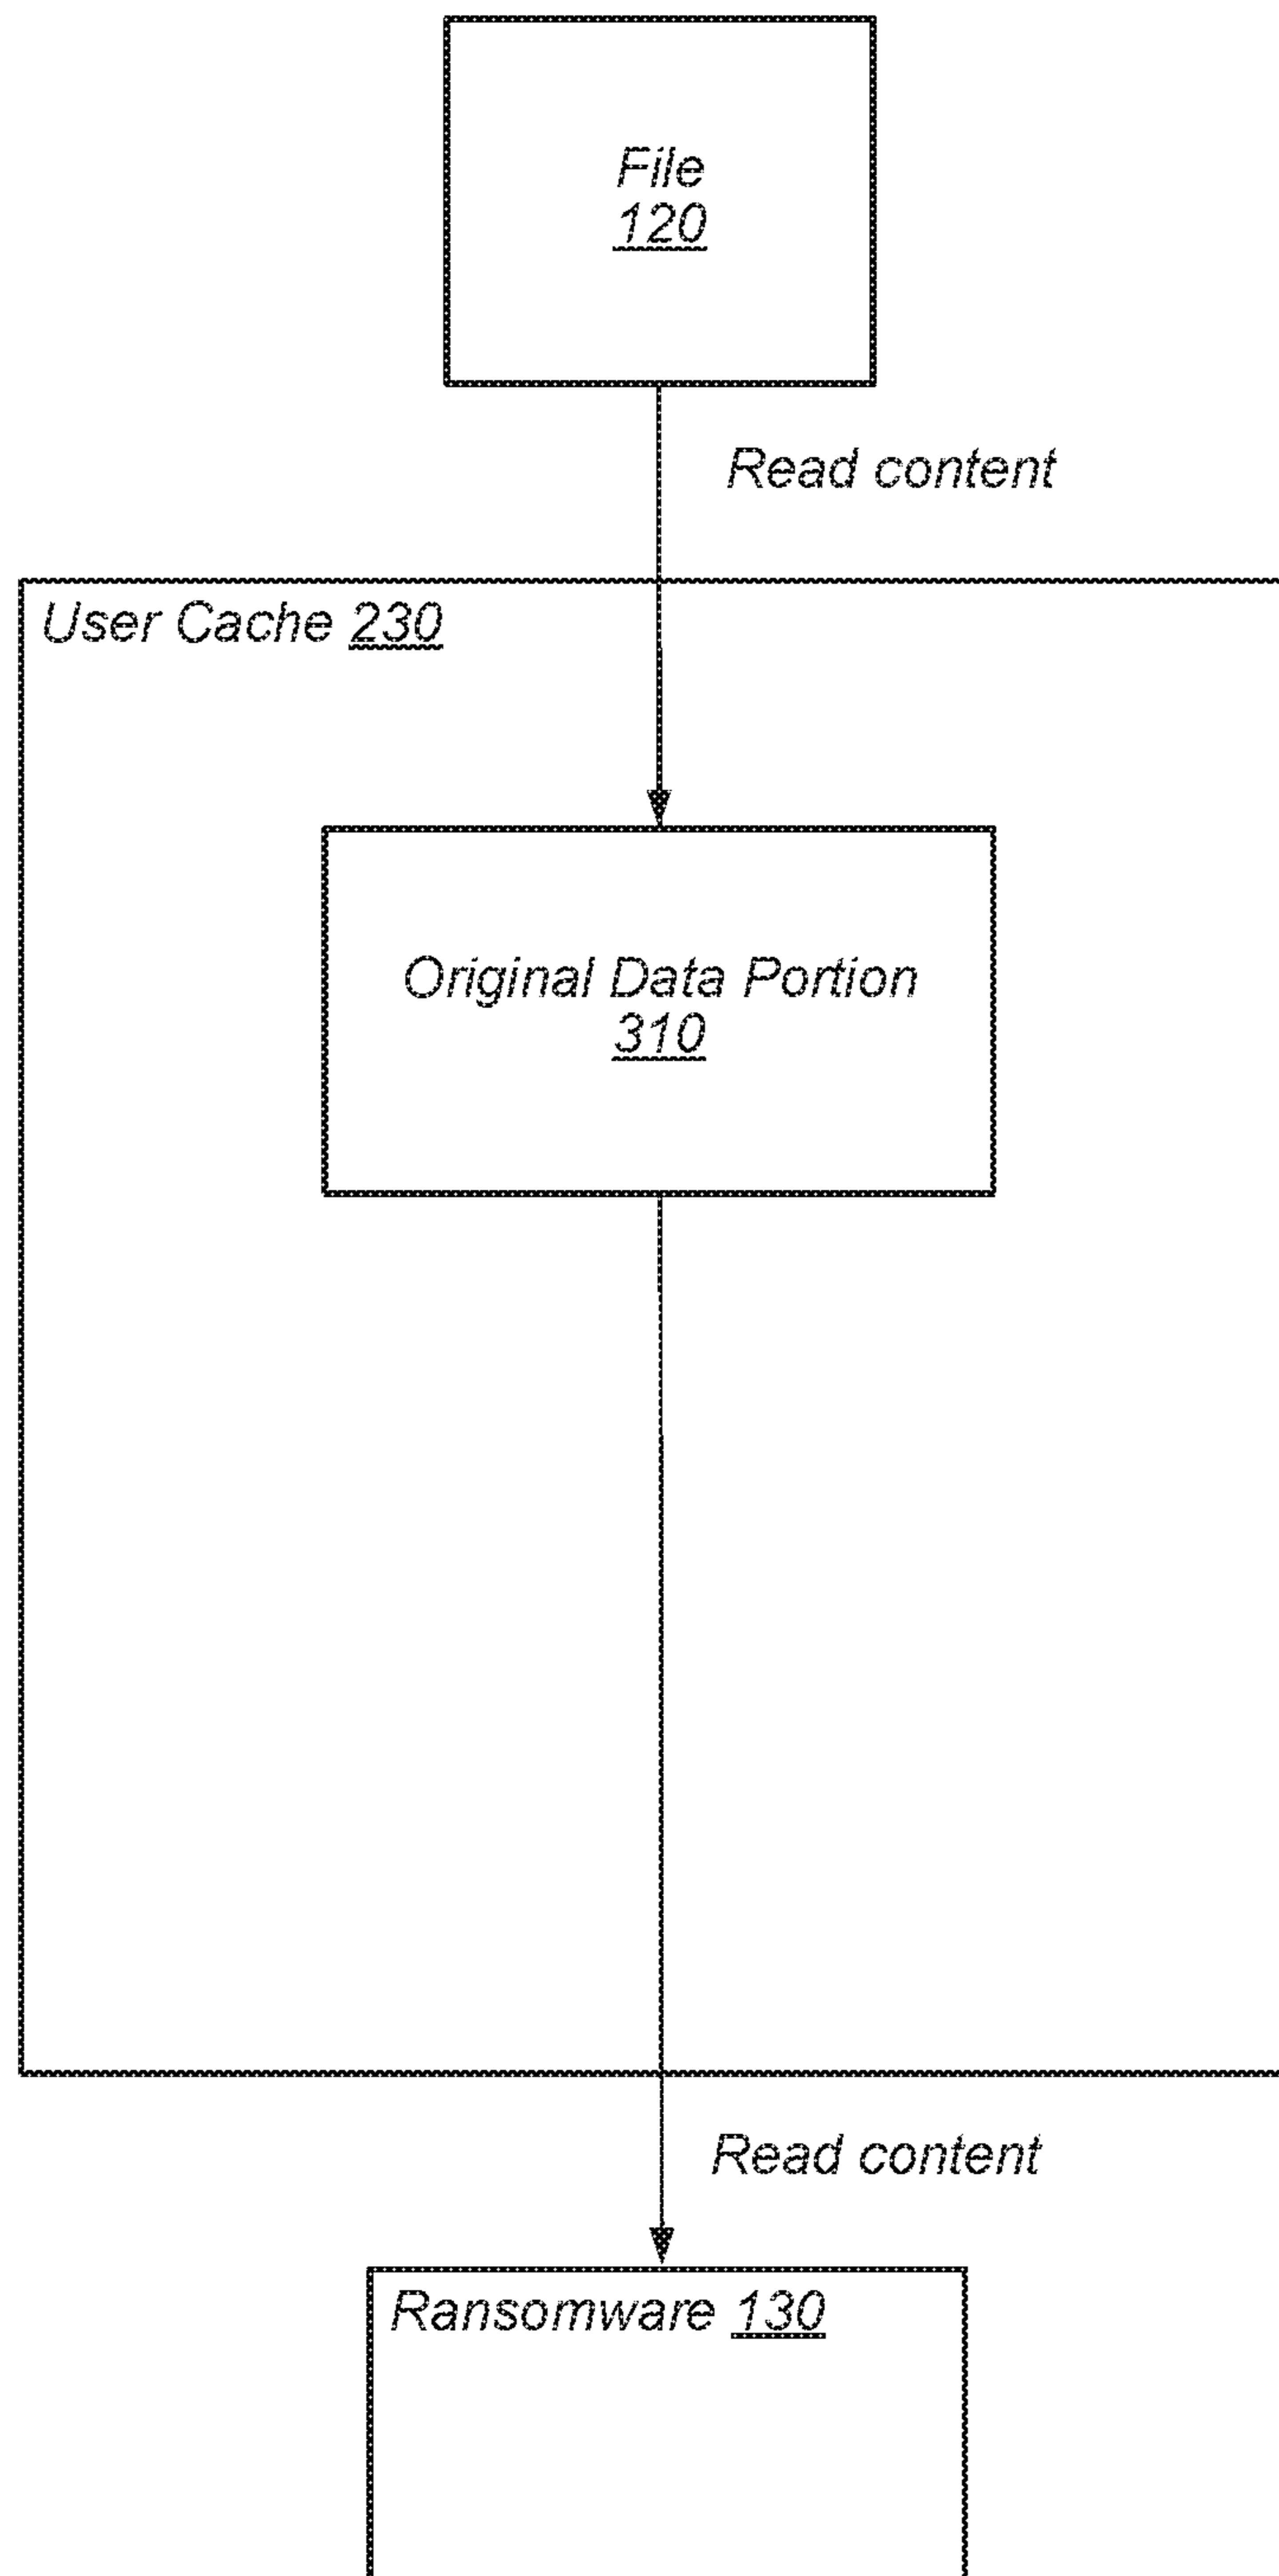 File
120
Read content
User Cache 230
Original Data Portion
310
Read content
Ransomware 130